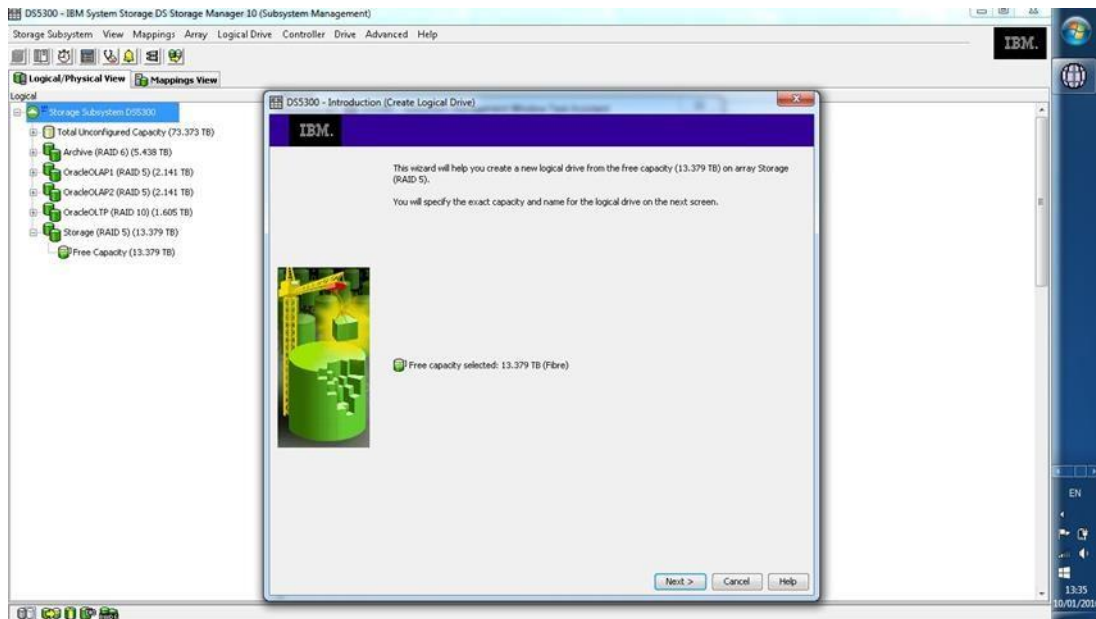 DS5300 - IBM System Storage DS Storage Manager 10 (Subsystem Management)
Storage Subsystem View Mappings Array Logical Drive Controller Drive Advanced Help
IBM.
Logical/Physical View Mappings View
Logical
Storage Subsystem DS5300
Total Unconfigured Capacity (73.373 TB)
Archive (RAID 6) (5.438 TB)
OracleOLAP1 (RAID 5) (2.141 TB)
OracleOLAP2 (RAID 5) (2.141 TB)
OracleOLTP (RAID 10) (1.605 TB)
Storage (RAID 5) (13.379 TB)
Free Capacity (13.379 TB)
DS5300 - Introduction (Create Logical Drive)
IBM.
This wizard will help you create a new logical drive from the free capacity (13.379 TB) on array Storage
(RAID 5).
You will specify the exact capacity and name for the logical drive on the next screen.
Free capacity selected: 13.379 TB (Fibre)
Next > Cancel Help
EN
13:35
10/01/201